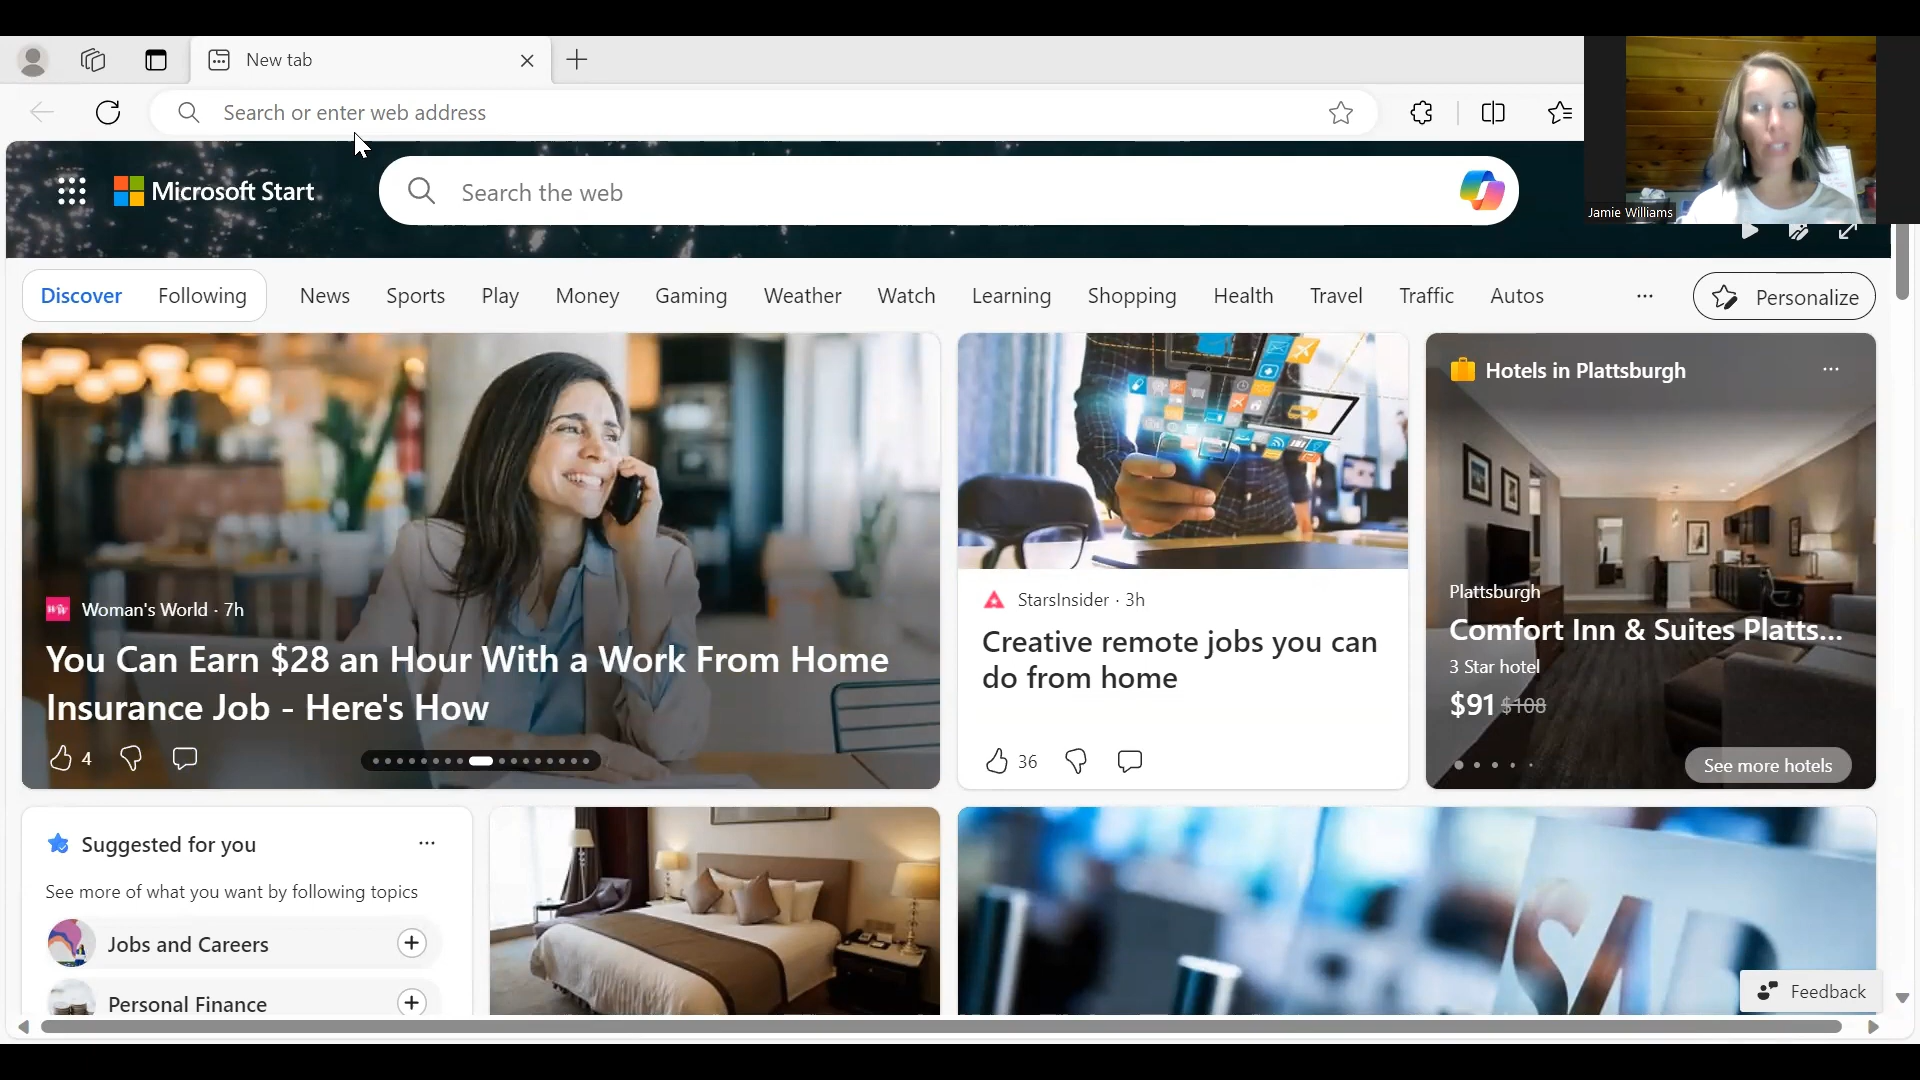 New tab
Search or enter web address
Microsoft Start
Search the web
Jamie Williams
Discover
Following
News
Sports
Play
Money
Gaming
Weather
Watch
Learning
Shopping
Health
Travel
Traffic
Autos
Personalize
Woman's World · 7h
You Can Earn $28 an Hour With a Work From Home
Insurance Job - Here's How
4
StarsInsider · 3h
Creative remote jobs you can
do from home
36
Hotels in Plattsburgh
Plattsburgh
Comfort Inn & Suites Platts...
3 Star hotel
$91 $108
See more hotels
Suggested for you
See more of what you want by following topics
Jobs and Careers
Personal Finance
Feedback